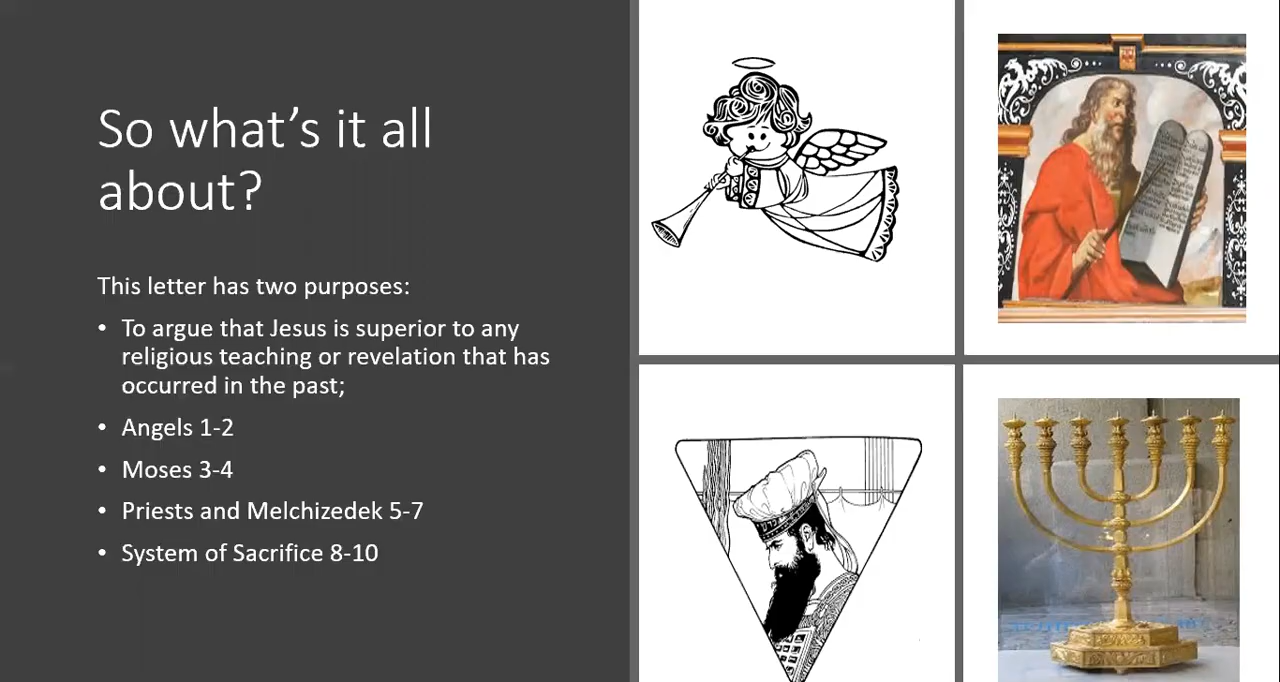 So what's it all
about?
This letter has two purposes:
• To argue that Jesus is superior to any
religious teaching or revelation that has
occurred in the past;
• Angels 1-2
• Moses 3-4
• Priests and Melchizedek 5-7
• System of Sacrifice 8-10